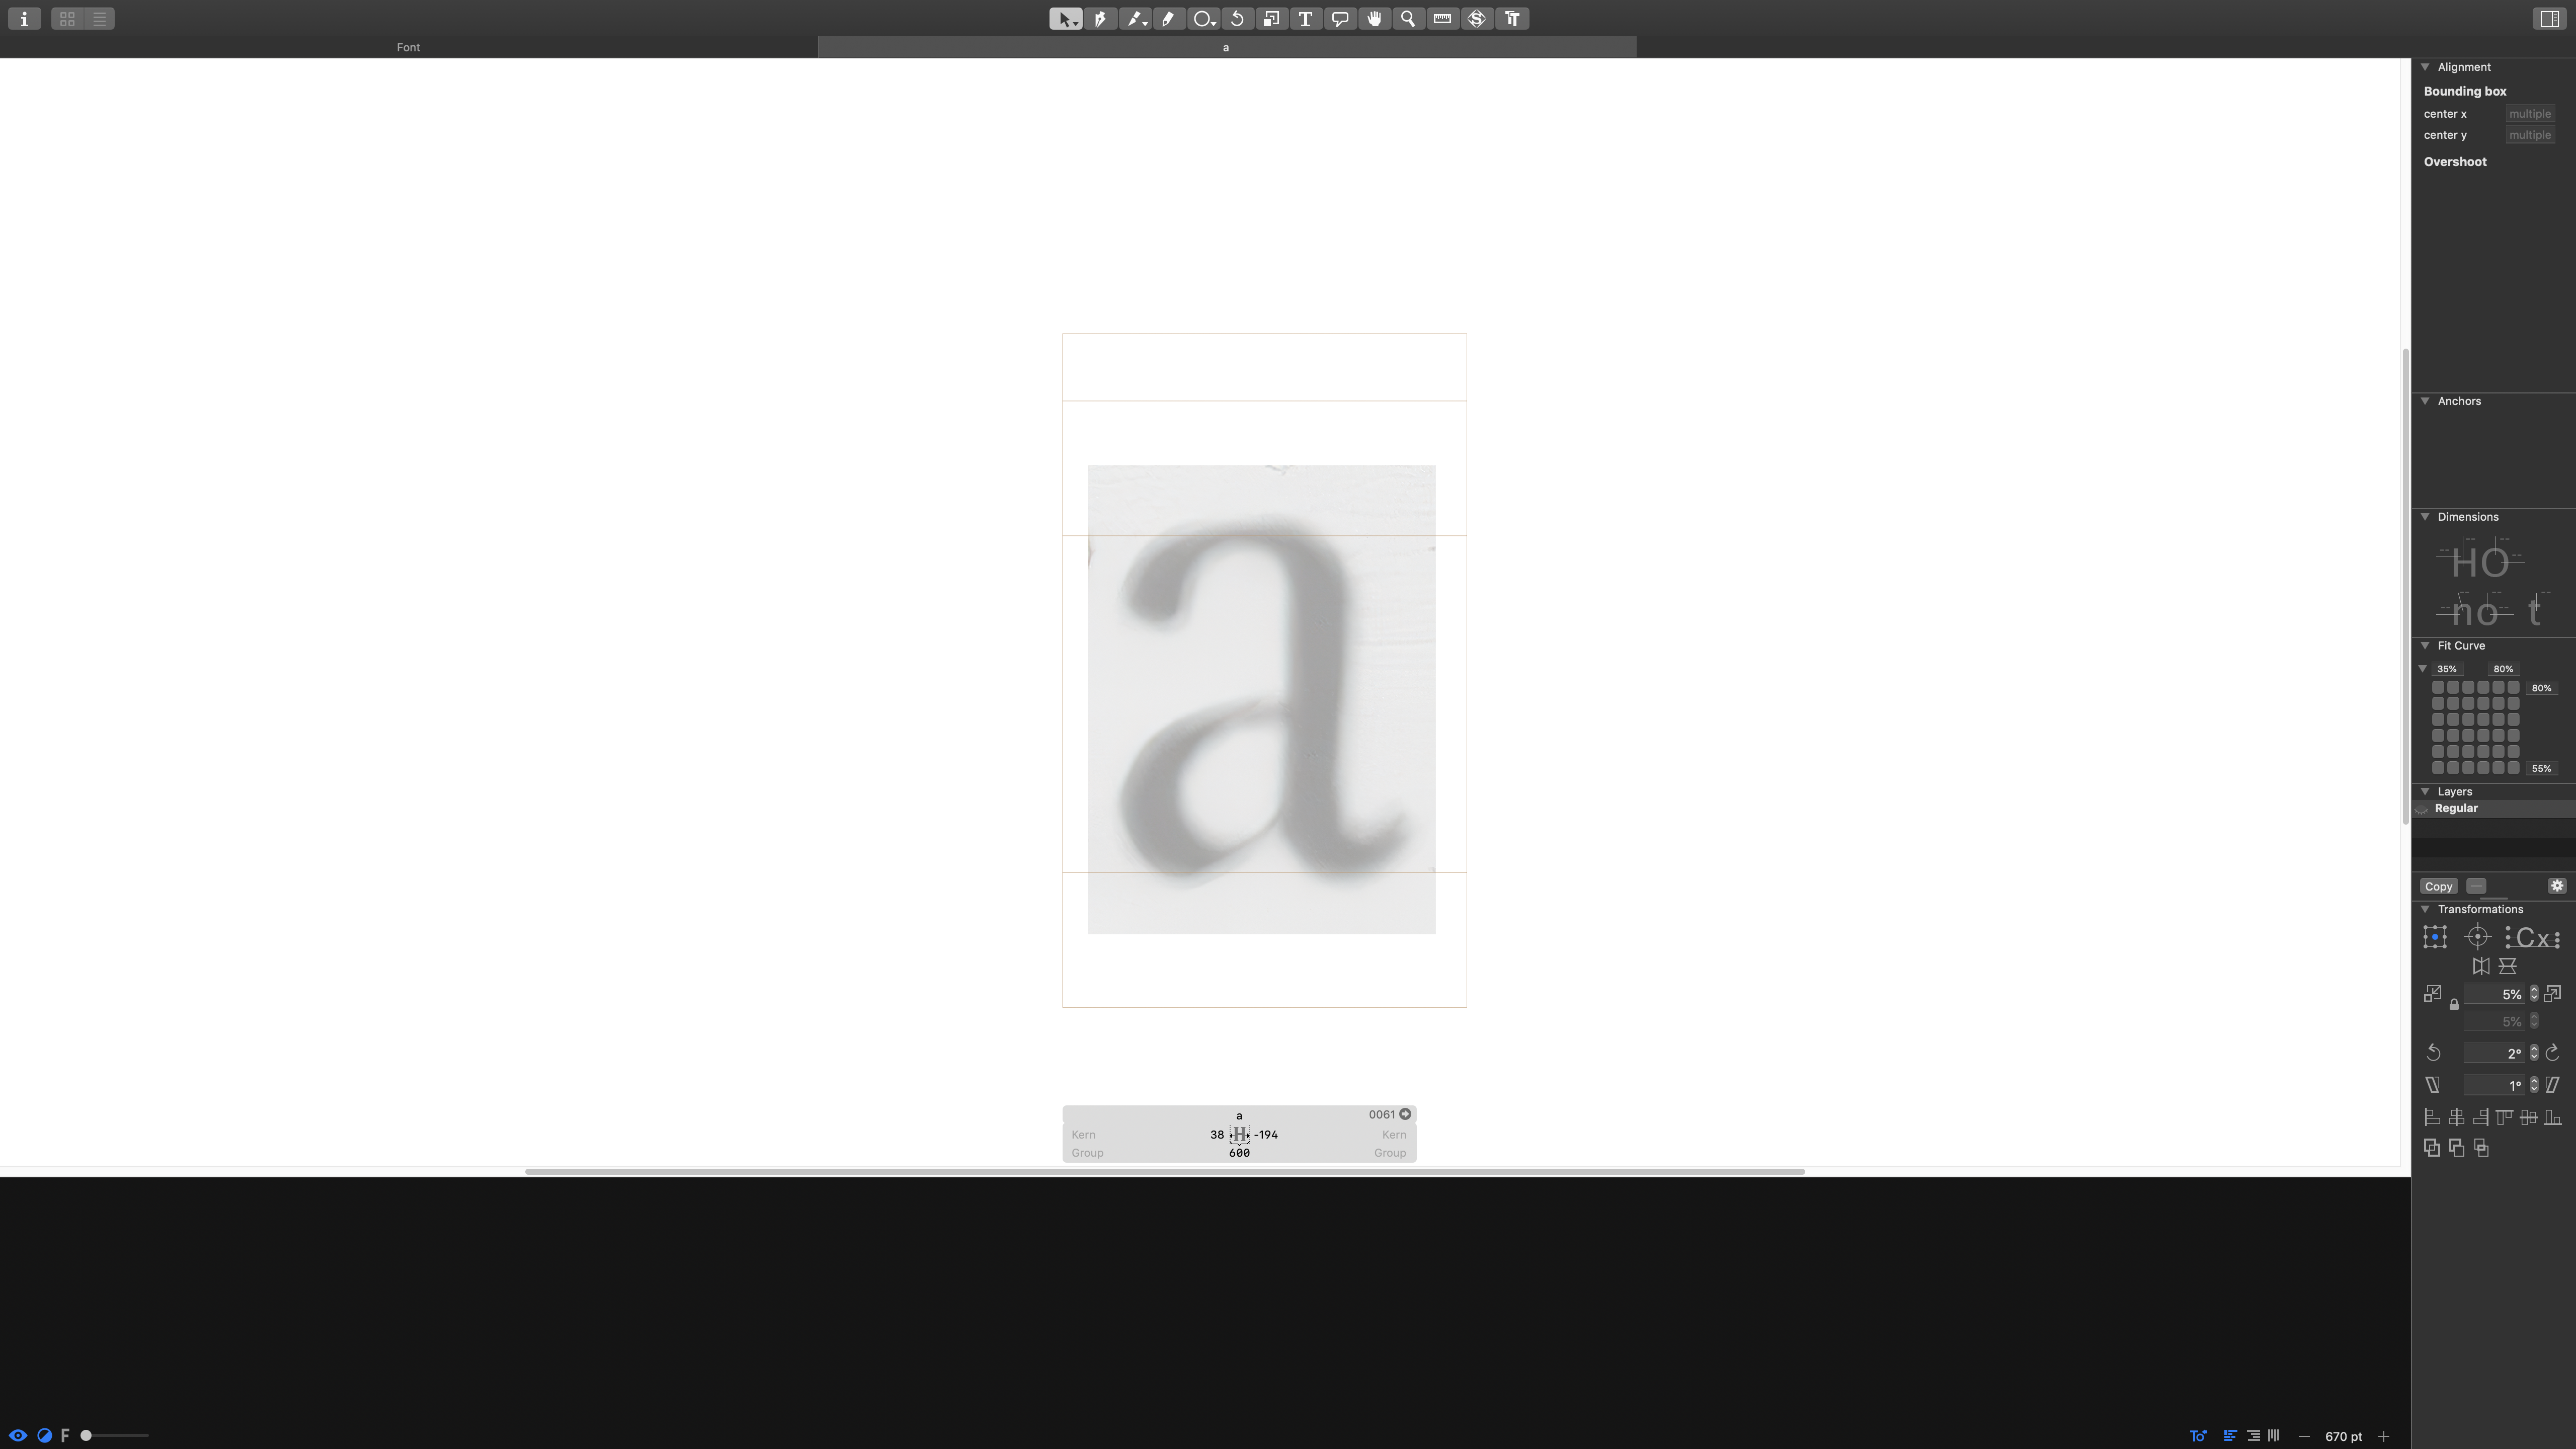 Font
a
Alignment
Bounding box
center x multiple
center y multiple
Overshoot
Anchors
Dimensions
HO
no t
Fit Curve
35% 80%
80%
55%
Layers
Regular
Copy
Transformations
Cx
5%
5%
2°
1°
a
a 0061
Kern 38 H -194 Kern
Group 600 Group
F
To
670 pt